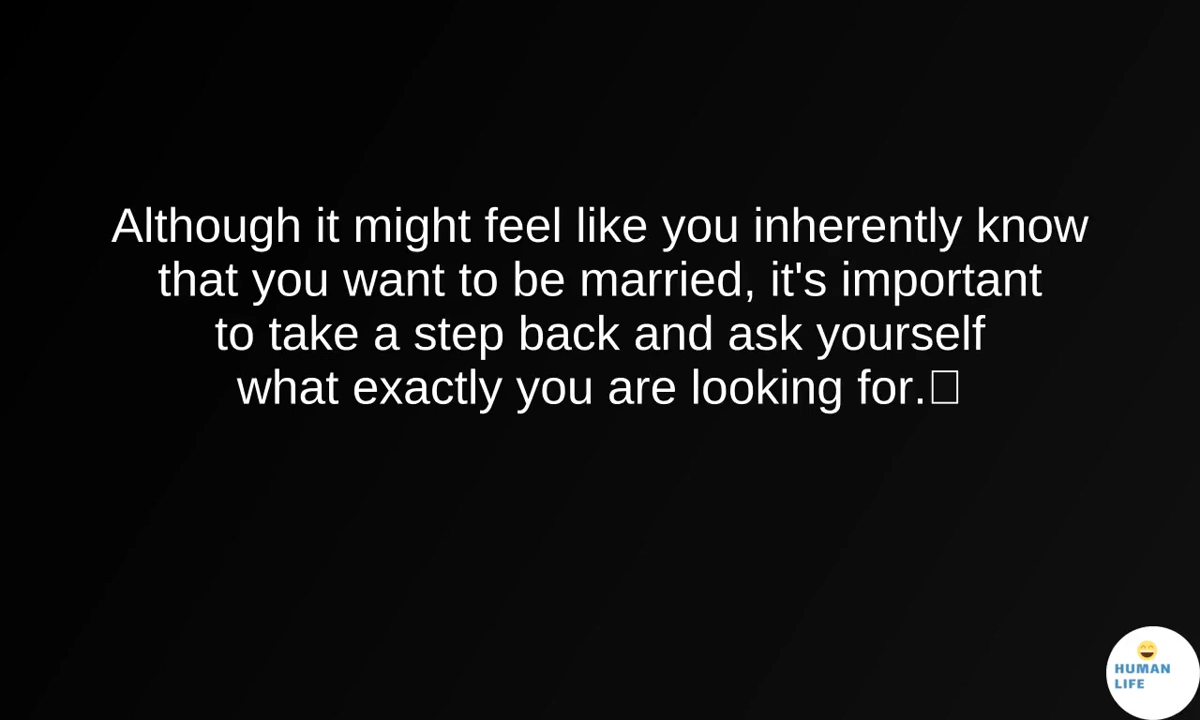 Although it might feel like you inherently know
that you want to be married, it's important
to take a step back and ask yourself
what exactly you are looking for.
HUMAN
LIFE